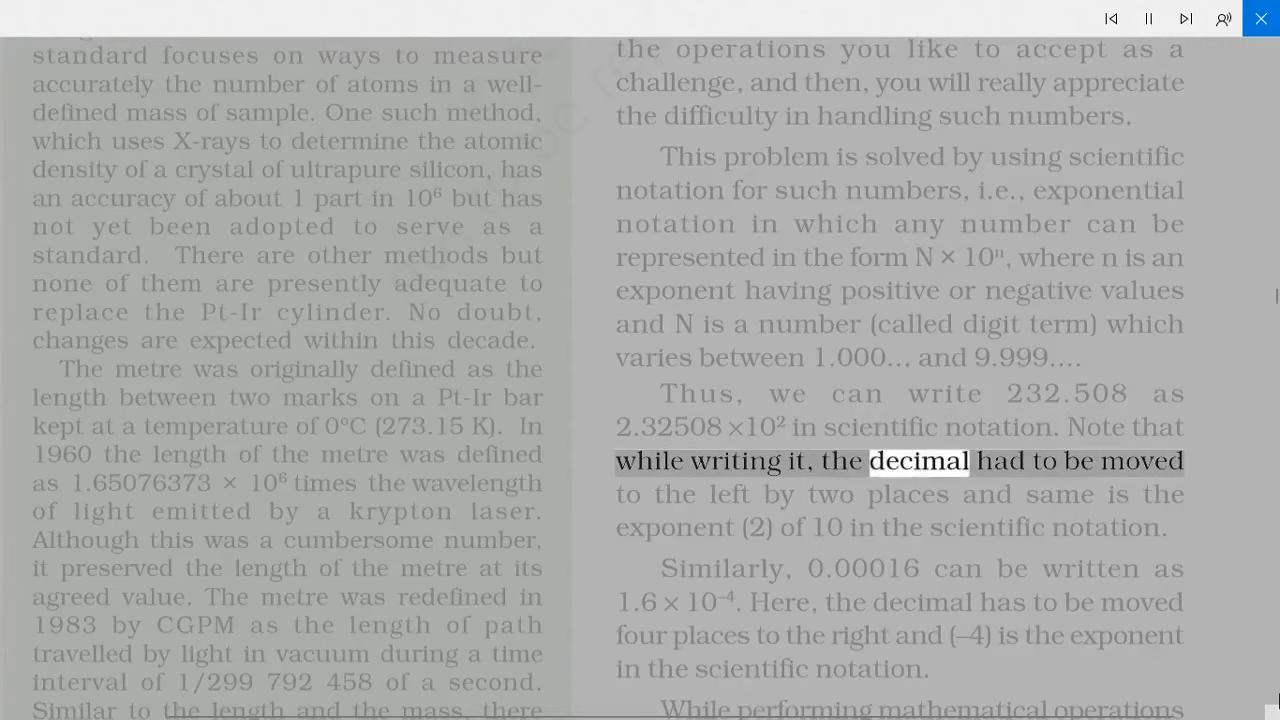 standard focuses on ways to measure
accurately the number of atoms in a well-
defined mass of sample. One such method,
which uses X-rays to determine the atomic
density of a crystal of ultrapure silicon, has
an accuracy of about 1 part in 10⁶ but has
not yet been adopted to serve as a
standard. There are other methods but
none of them are presently adequate to
replace the Pt-Ir cylinder. No doubt,
changes are expected within this decade.
The metre was originally defined as the
length between two marks on a Pt-Ir bar
kept at a temperature of 0°C (273.15 K). In
1960 the length of the metre was defined
as 1.65076373 × 10⁶ times the wavelength
of light emitted by a krypton laser.
Although this was a cumbersome number,
it preserved the length of the metre at its
agreed value. The metre was redefined in
1983 by CGPM as the length of path
travelled by light in vacuum during a time
interval of 1/299 792 458 of a second.
Similar to the length and the mass, there
the operations you like to accept as a
challenge, and then, you will really appreciate
the difficulty in handling such numbers.
This problem is solved by using scientific
notation for such numbers, i.e., exponential
notation in which any number can be
represented in the form N × 10ⁿ, where n is an
exponent having positive or negative values
and N is a number (called digit term) which
varies between 1.000... and 9.999....
Thus, we can write 232.508 as
2.32508 ×10² in scientific notation. Note that
while writing it, the decimal had to be moved
to the left by two places and same is the
exponent (2) of 10 in the scientific notation.
Similarly, 0.00016 can be written as
1.6 × 10⁻⁴. Here, the decimal has to be moved
four places to the right and (–4) is the exponent
in the scientific notation.
While performing mathematical operations